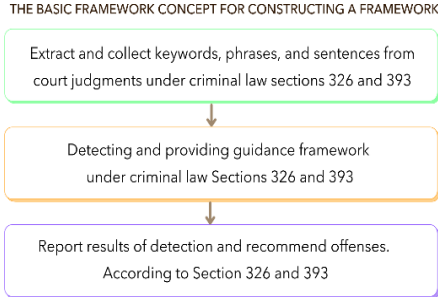 THE BASIC FRAMEWORK CONCEPT FOR CONSTRUCTING A FRAMEWORK
Extract and collect keywords, phrases, and sentences from
court judgments under criminal law sections 326 and 393
Detecting and providing guidance framework
under criminal law Sections 326 and 393
Report results of detection and recommend offenses.
According to Section 326 and 393